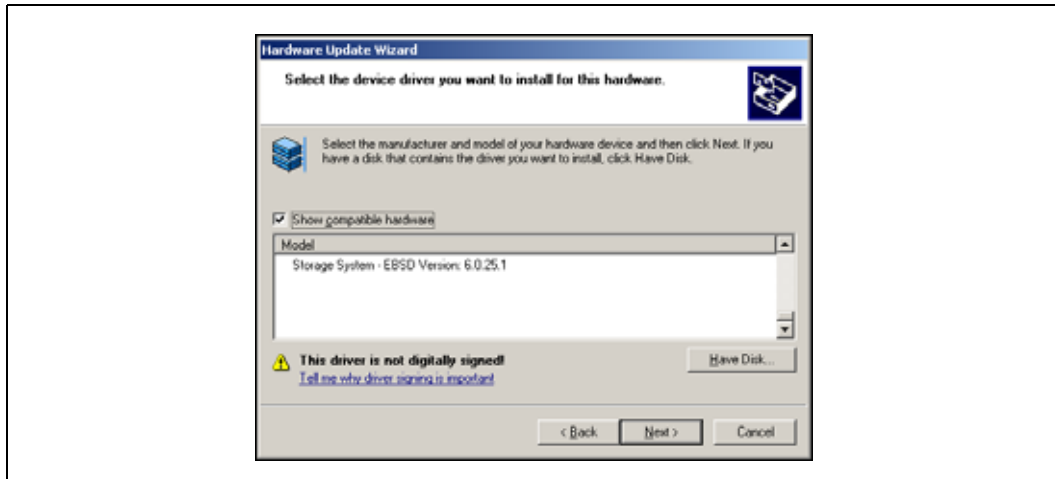 Hardware Update Wizard
Select the device driver you want to install for this hardware.
Select the manufacturer and model of your hardware device and then click Next. If you
have a disk that contains the driver you want to install, click Have Disk.
Show compatible hardware
Model
Storage System - EBSD Version: 6.0.25.1
This driver is not digitally signed!
Have Disk...
Tell me why driver signing is important
< Back
Next >
Cancel